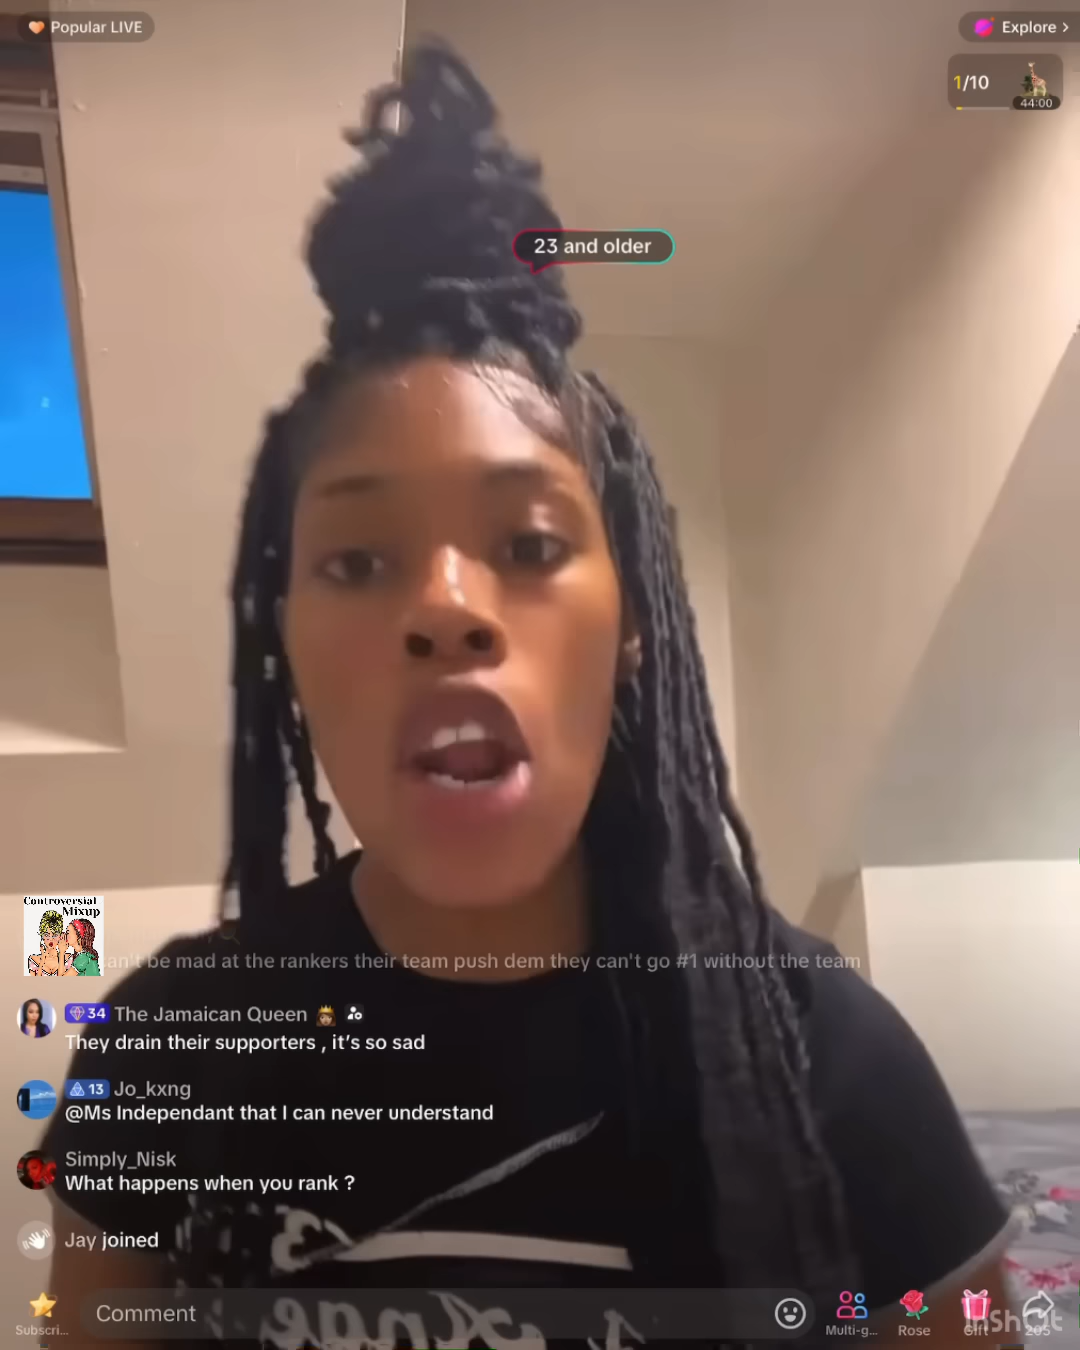 Popular LIVE
Explore >
1/10
44:00
23 and older
Controversial
Mixup
can't be mad at the rankers their team push dem they can't go #1 without the team
34 The Jamaican Queen
They drain their supporters , it's so sad
13 Jo_kxng
@Ms Independant that I can never understand
Simply_Nisk
What happens when you rank ?
Jay joined
Comment
Subscri...
Multi-g...
Rose
Gift
205
InShot